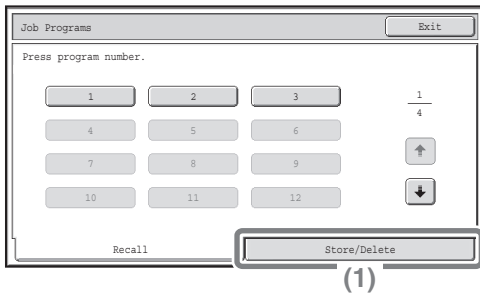 Job Programs Exit
Press program number.
1 2 3
1
4
4 5 6
7 8 9
10 11 12
Recall Store/Delete
(1)